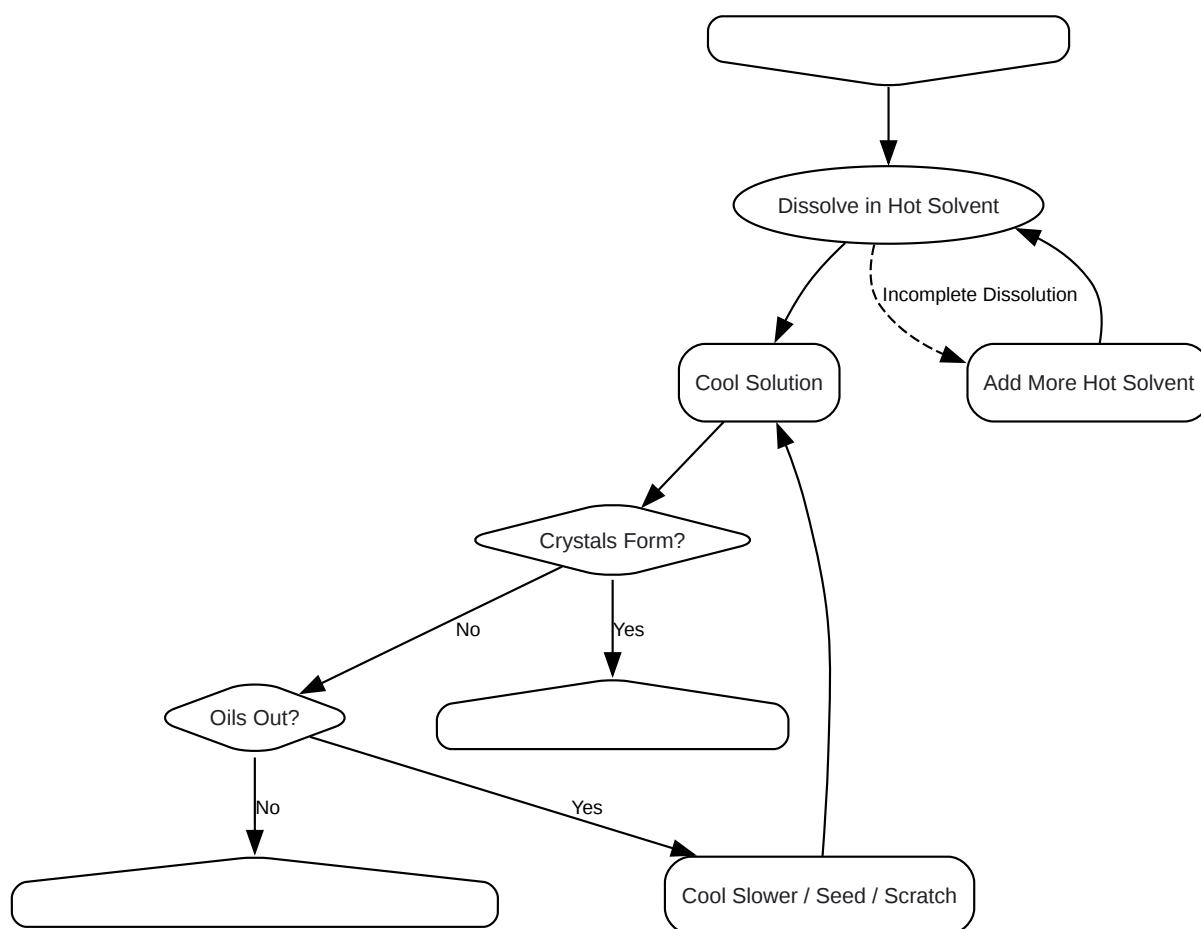 Dissolve in Hot Solvent
Incomplete Dissolution
Cool Solution
Add More Hot Solvent
Crystals Form?
No
Yes
Oils Out?
No
Yes
Cool Slower / Seed / Scratch